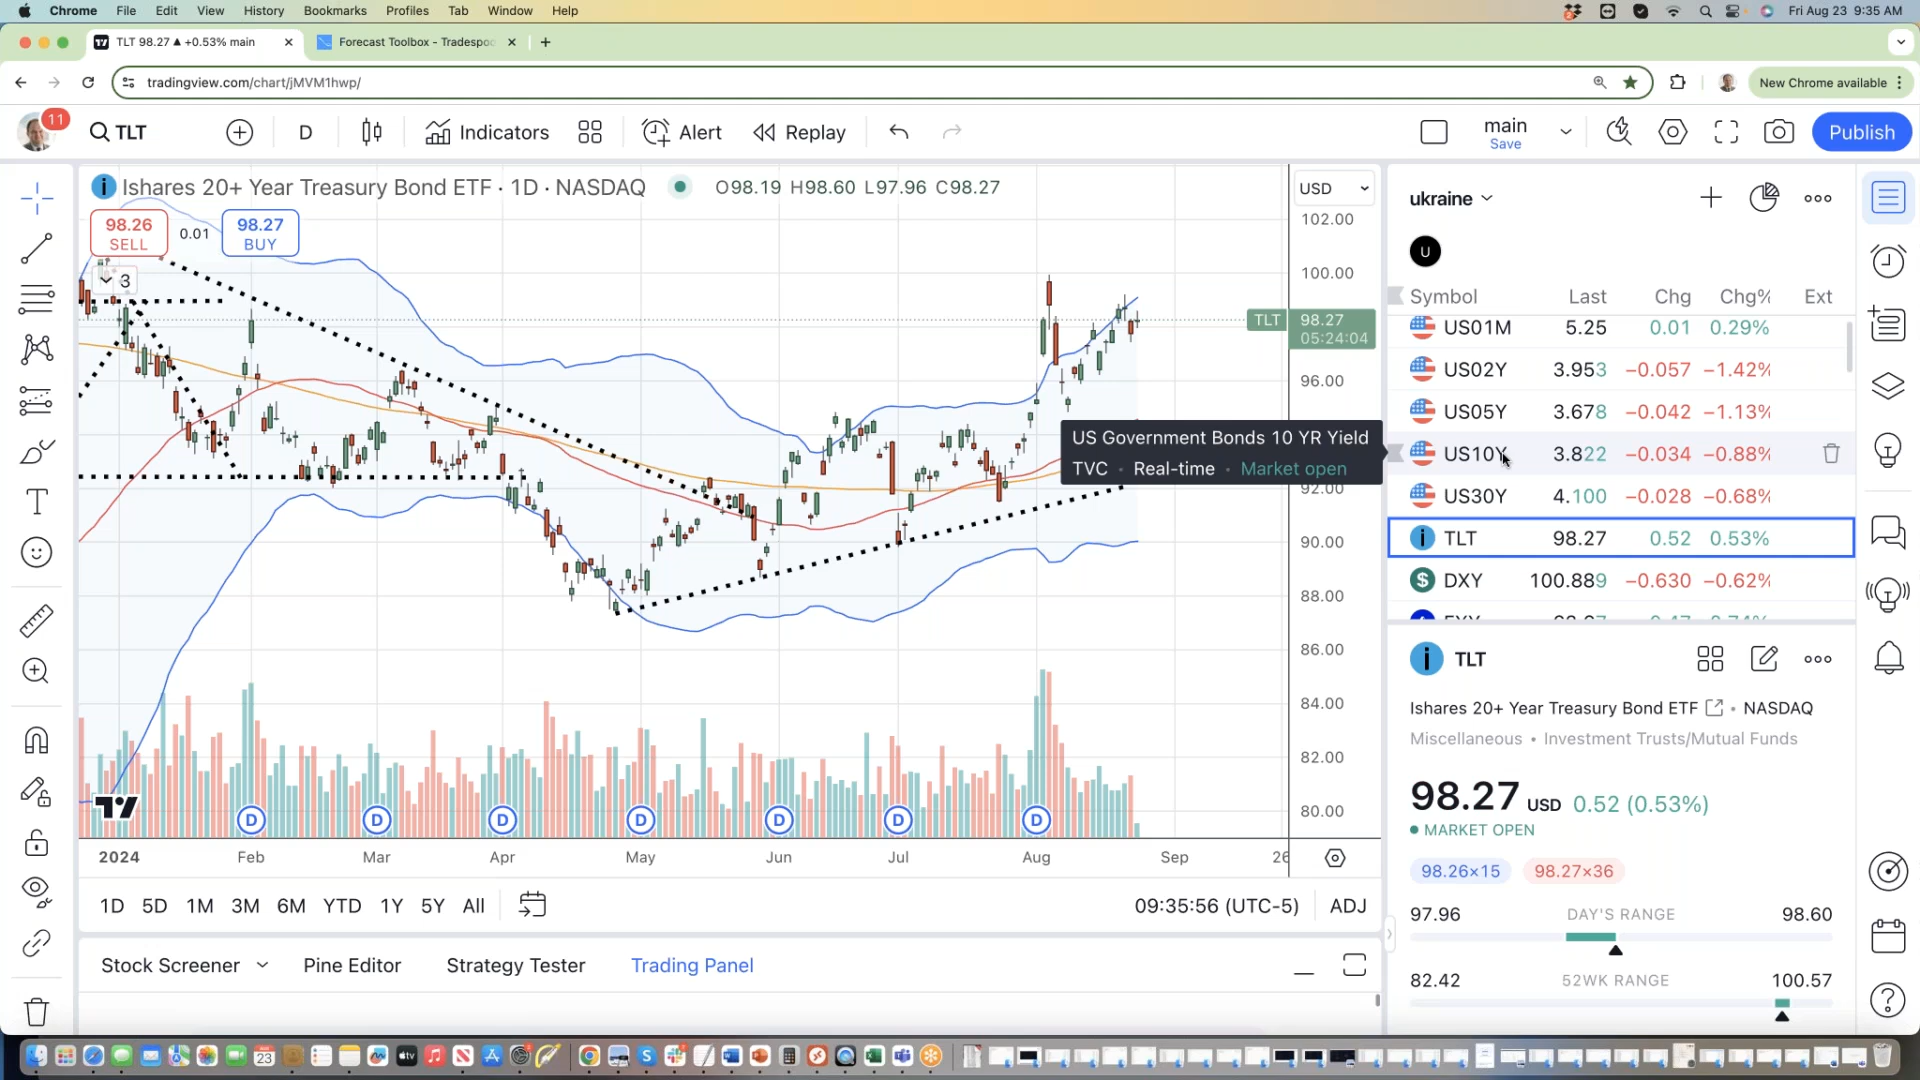 Chrome File Edit View History Bookmarks Profiles Tab Window Help Fri Aug 23 9:35 AM
TLT 98.27 ▲ +0.53% main Forecast Toolbox - Tradespoo
tradingview.com/chart/jMVM1hwp/ New Chrome available
11 TLT D Indicators Alert Replay main Save Publish
Ishares 20+ Year Treasury Bond ETF · 1D · NASDAQ O98.19 H98.60 L97.96 C98.27
98.26 SELL 0.01 98.27 BUY
3
USD
102.00
100.00
TLT 98.27
05:24:04
96.00
92.00
90.00
88.00
86.00
84.00
82.00
80.00
US Government Bonds 10 YR Yield
TVC · Real-time · Market open
D D D D D D D
2024 Feb Mar Apr May Jun Jul Aug Sep 26
1D 5D 1M 3M 6M YTD 1Y 5Y All 09:35:56 (UTC-5) ADJ
Stock Screener Pine Editor Strategy Tester Trading Panel
ukraine
U
Symbol Last Chg Chg% Ext
US01M 5.25 0.01 0.29%
US02Y 3.953 −0.057 −1.42%
US05Y 3.678 −0.042 −1.13%
US10Y 3.822 −0.034 −0.88%
US30Y 4.100 −0.028 −0.68%
TLT 98.27 0.52 0.53%
DXY 100.889 −0.630 −0.62%
TLT
Ishares 20+ Year Treasury Bond ETF • NASDAQ
Miscellaneous • Investment Trusts/Mutual Funds
98.27 USD 0.52 (0.53%)
MARKET OPEN
98.26×15 98.27×36
97.96 DAY'S RANGE 98.60
82.42 52WK RANGE 100.57